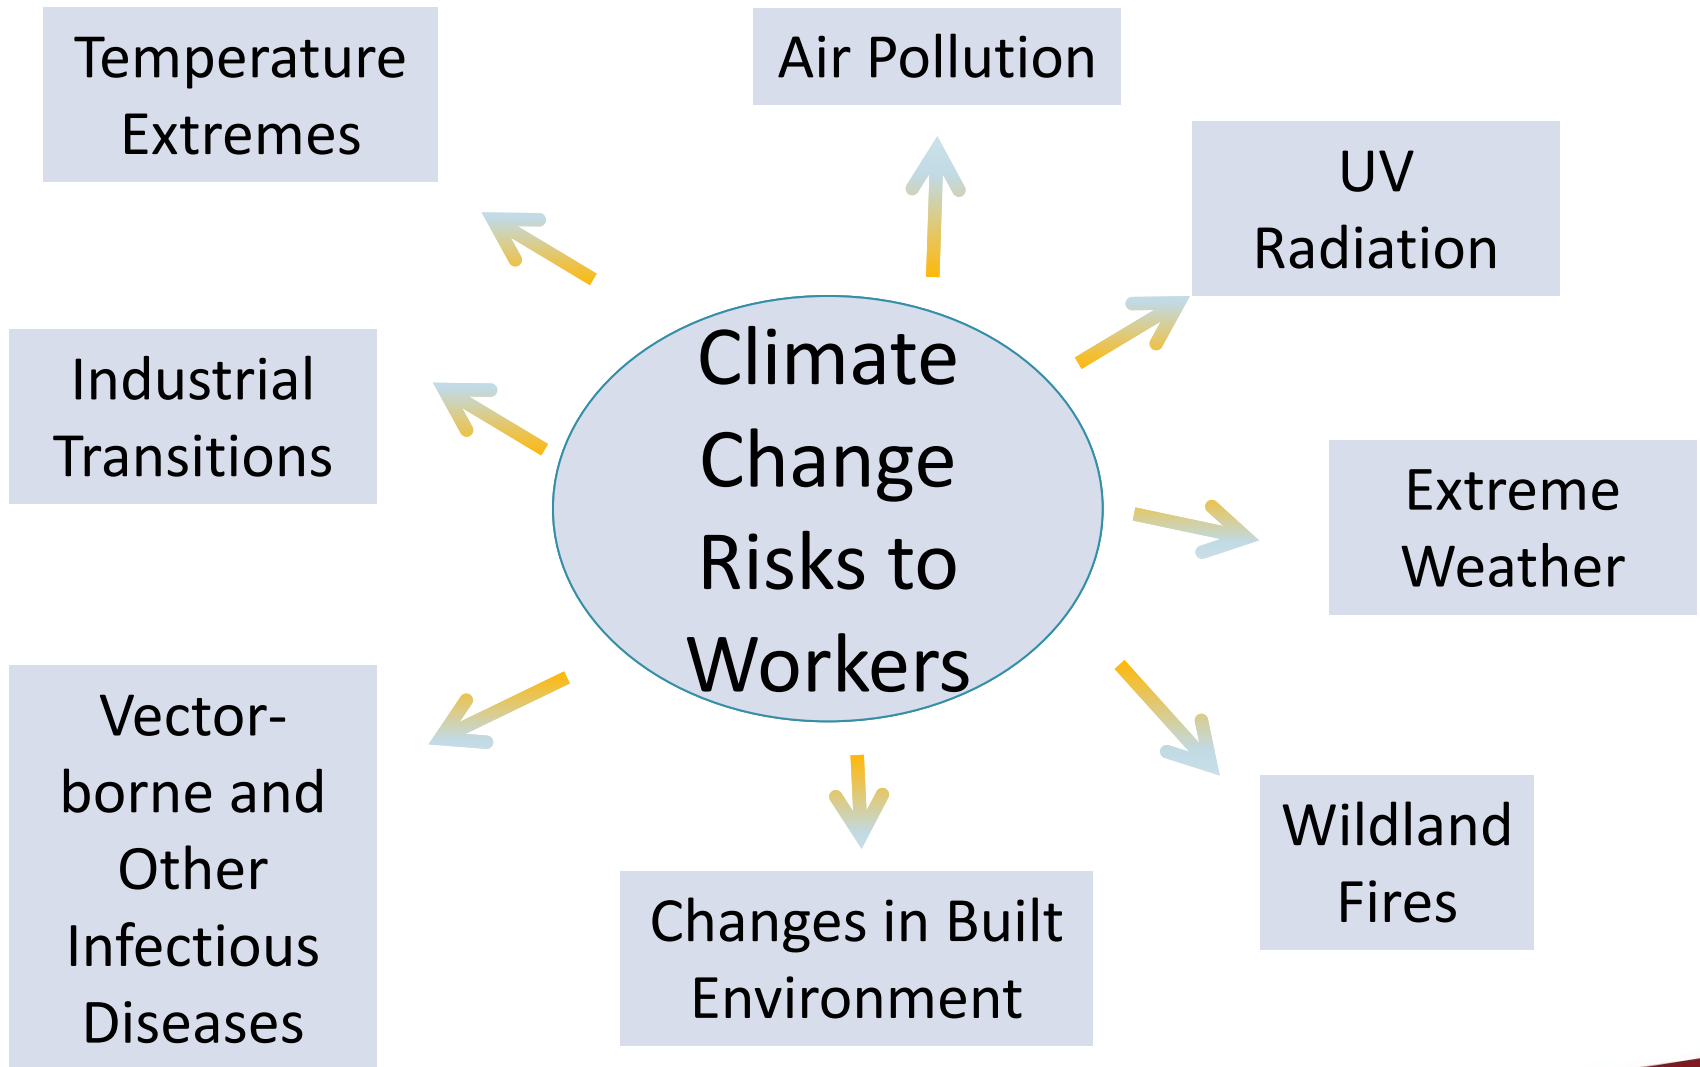 Temperature
Extremes
Air Pollution
UV
Radiation
Industrial
Transitions
Climate
Change
Risks to
Workers
Extreme
Weather
Vector-
borne and
Other
Infectious
Diseases
Changes in Built
Environment
Wildland
Fires